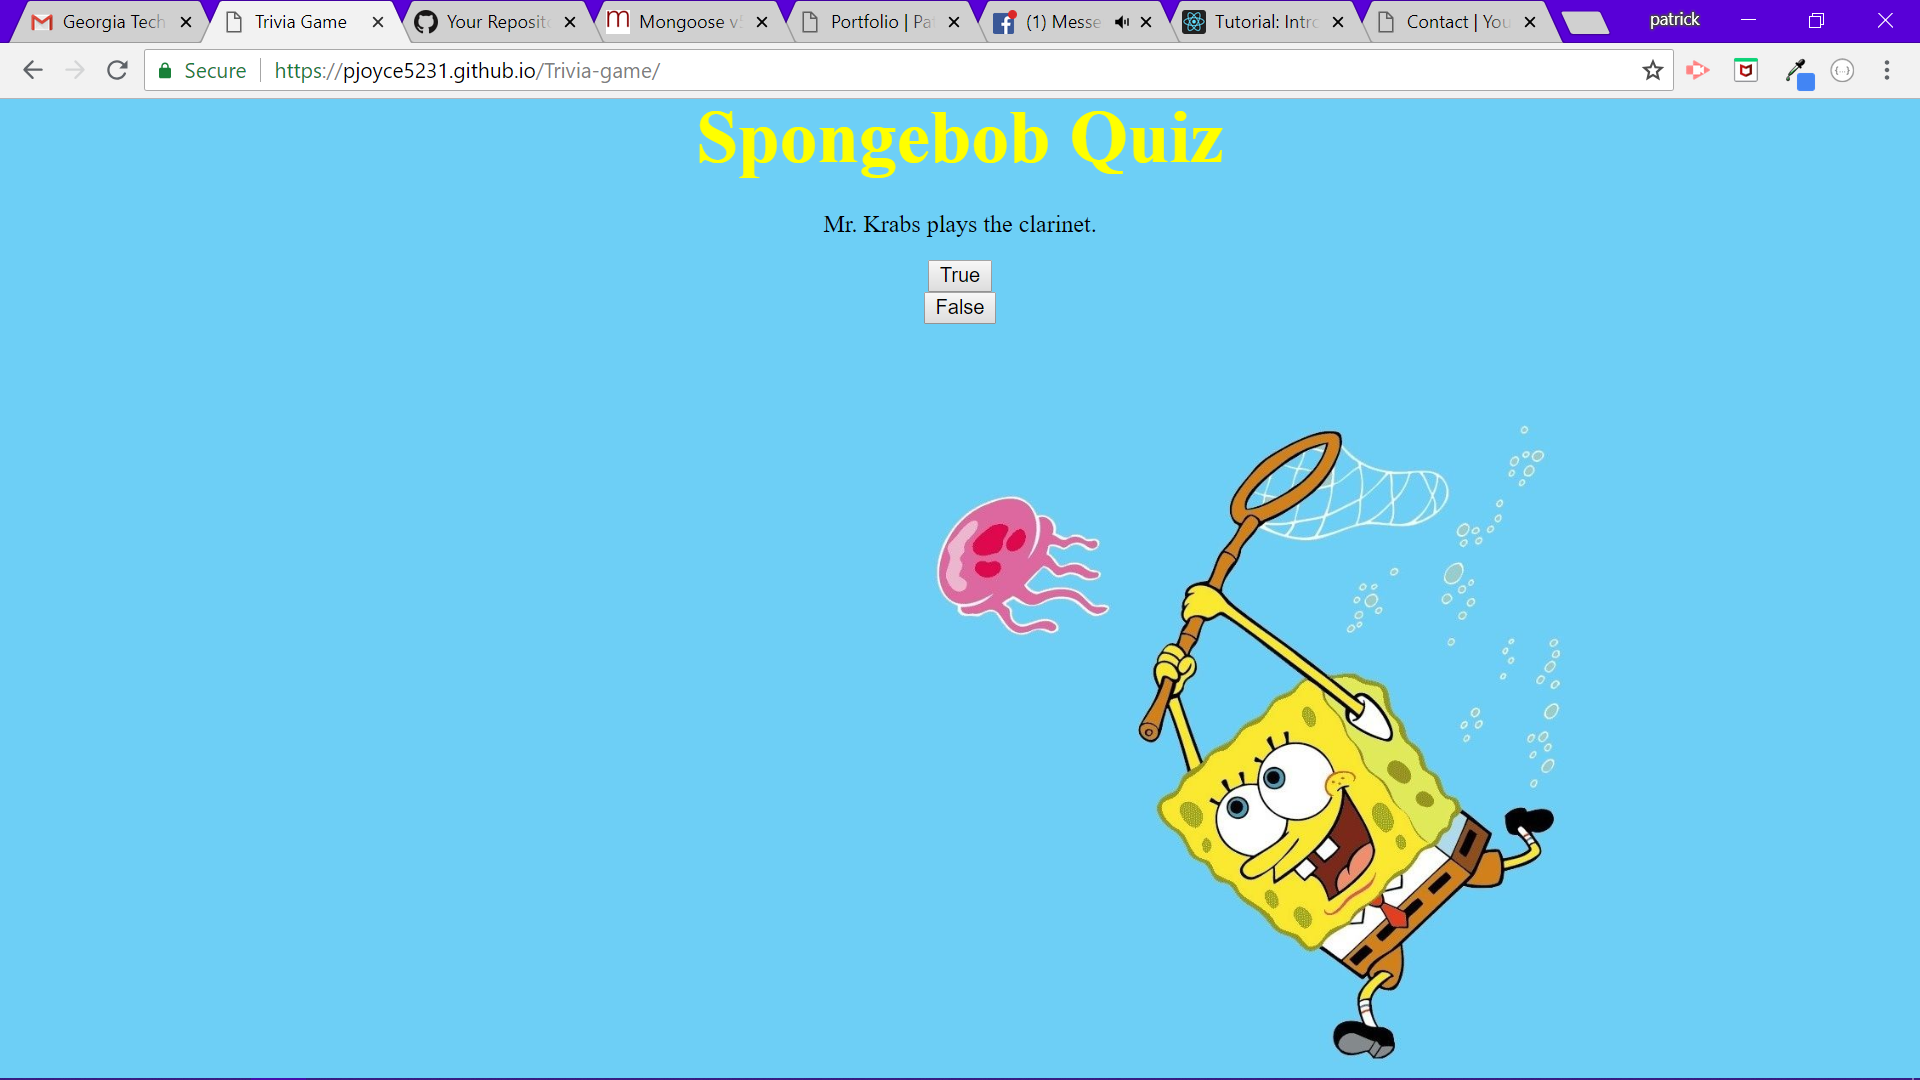 Georgia Tech
Trivia Game
Your Reposit
Mongoose v
Portfolio | Pa
(1) Messe
Tutorial: Intro
Contact | You
patrick
Secure
https://pjoyce5231.github.io/Trivia-game/
Spongebob Quiz
Mr. Krabs plays the clarinet.
True
False